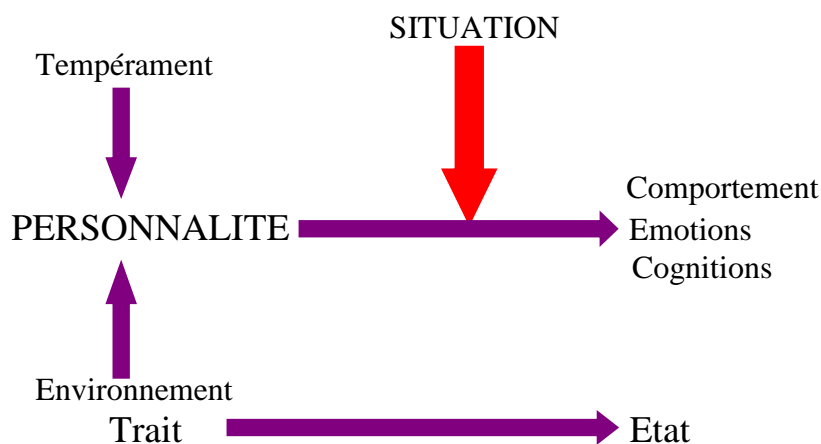 SITUATION
Tempérament
Comportement
PERSONNALITE
Emotions
Cognitions
Environnement
Trait
Etat